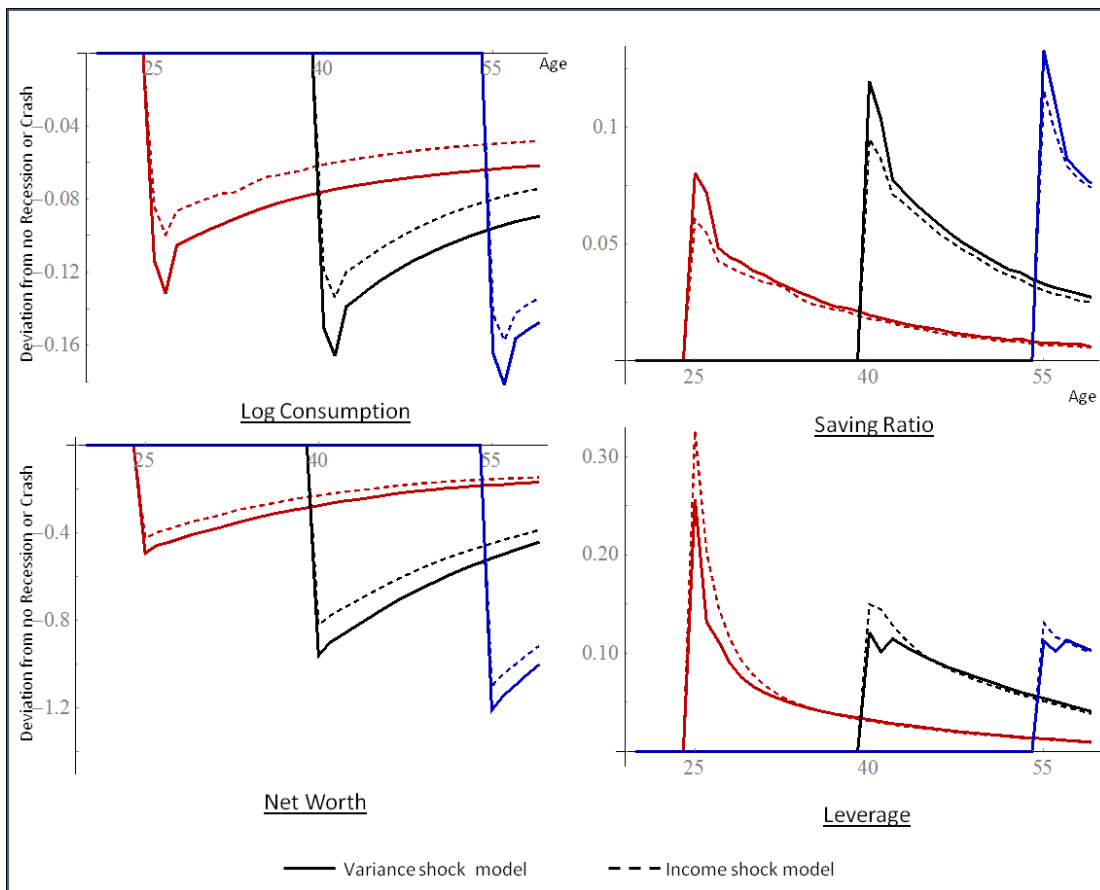 Deviation from no Recession or Crash
25
40
55
Age
−0.04
−0.08
−0.12
−0.16
Log Consumption
0.1
0.05
25
40
55
Age
Saving Ratio
Deviation from no Recession or Crash
25
40
55
−0.4
−0.8
−1.2
Net Worth
0.30
0.20
0.10
25
40
55
Leverage
Variance shock model
Income shock model